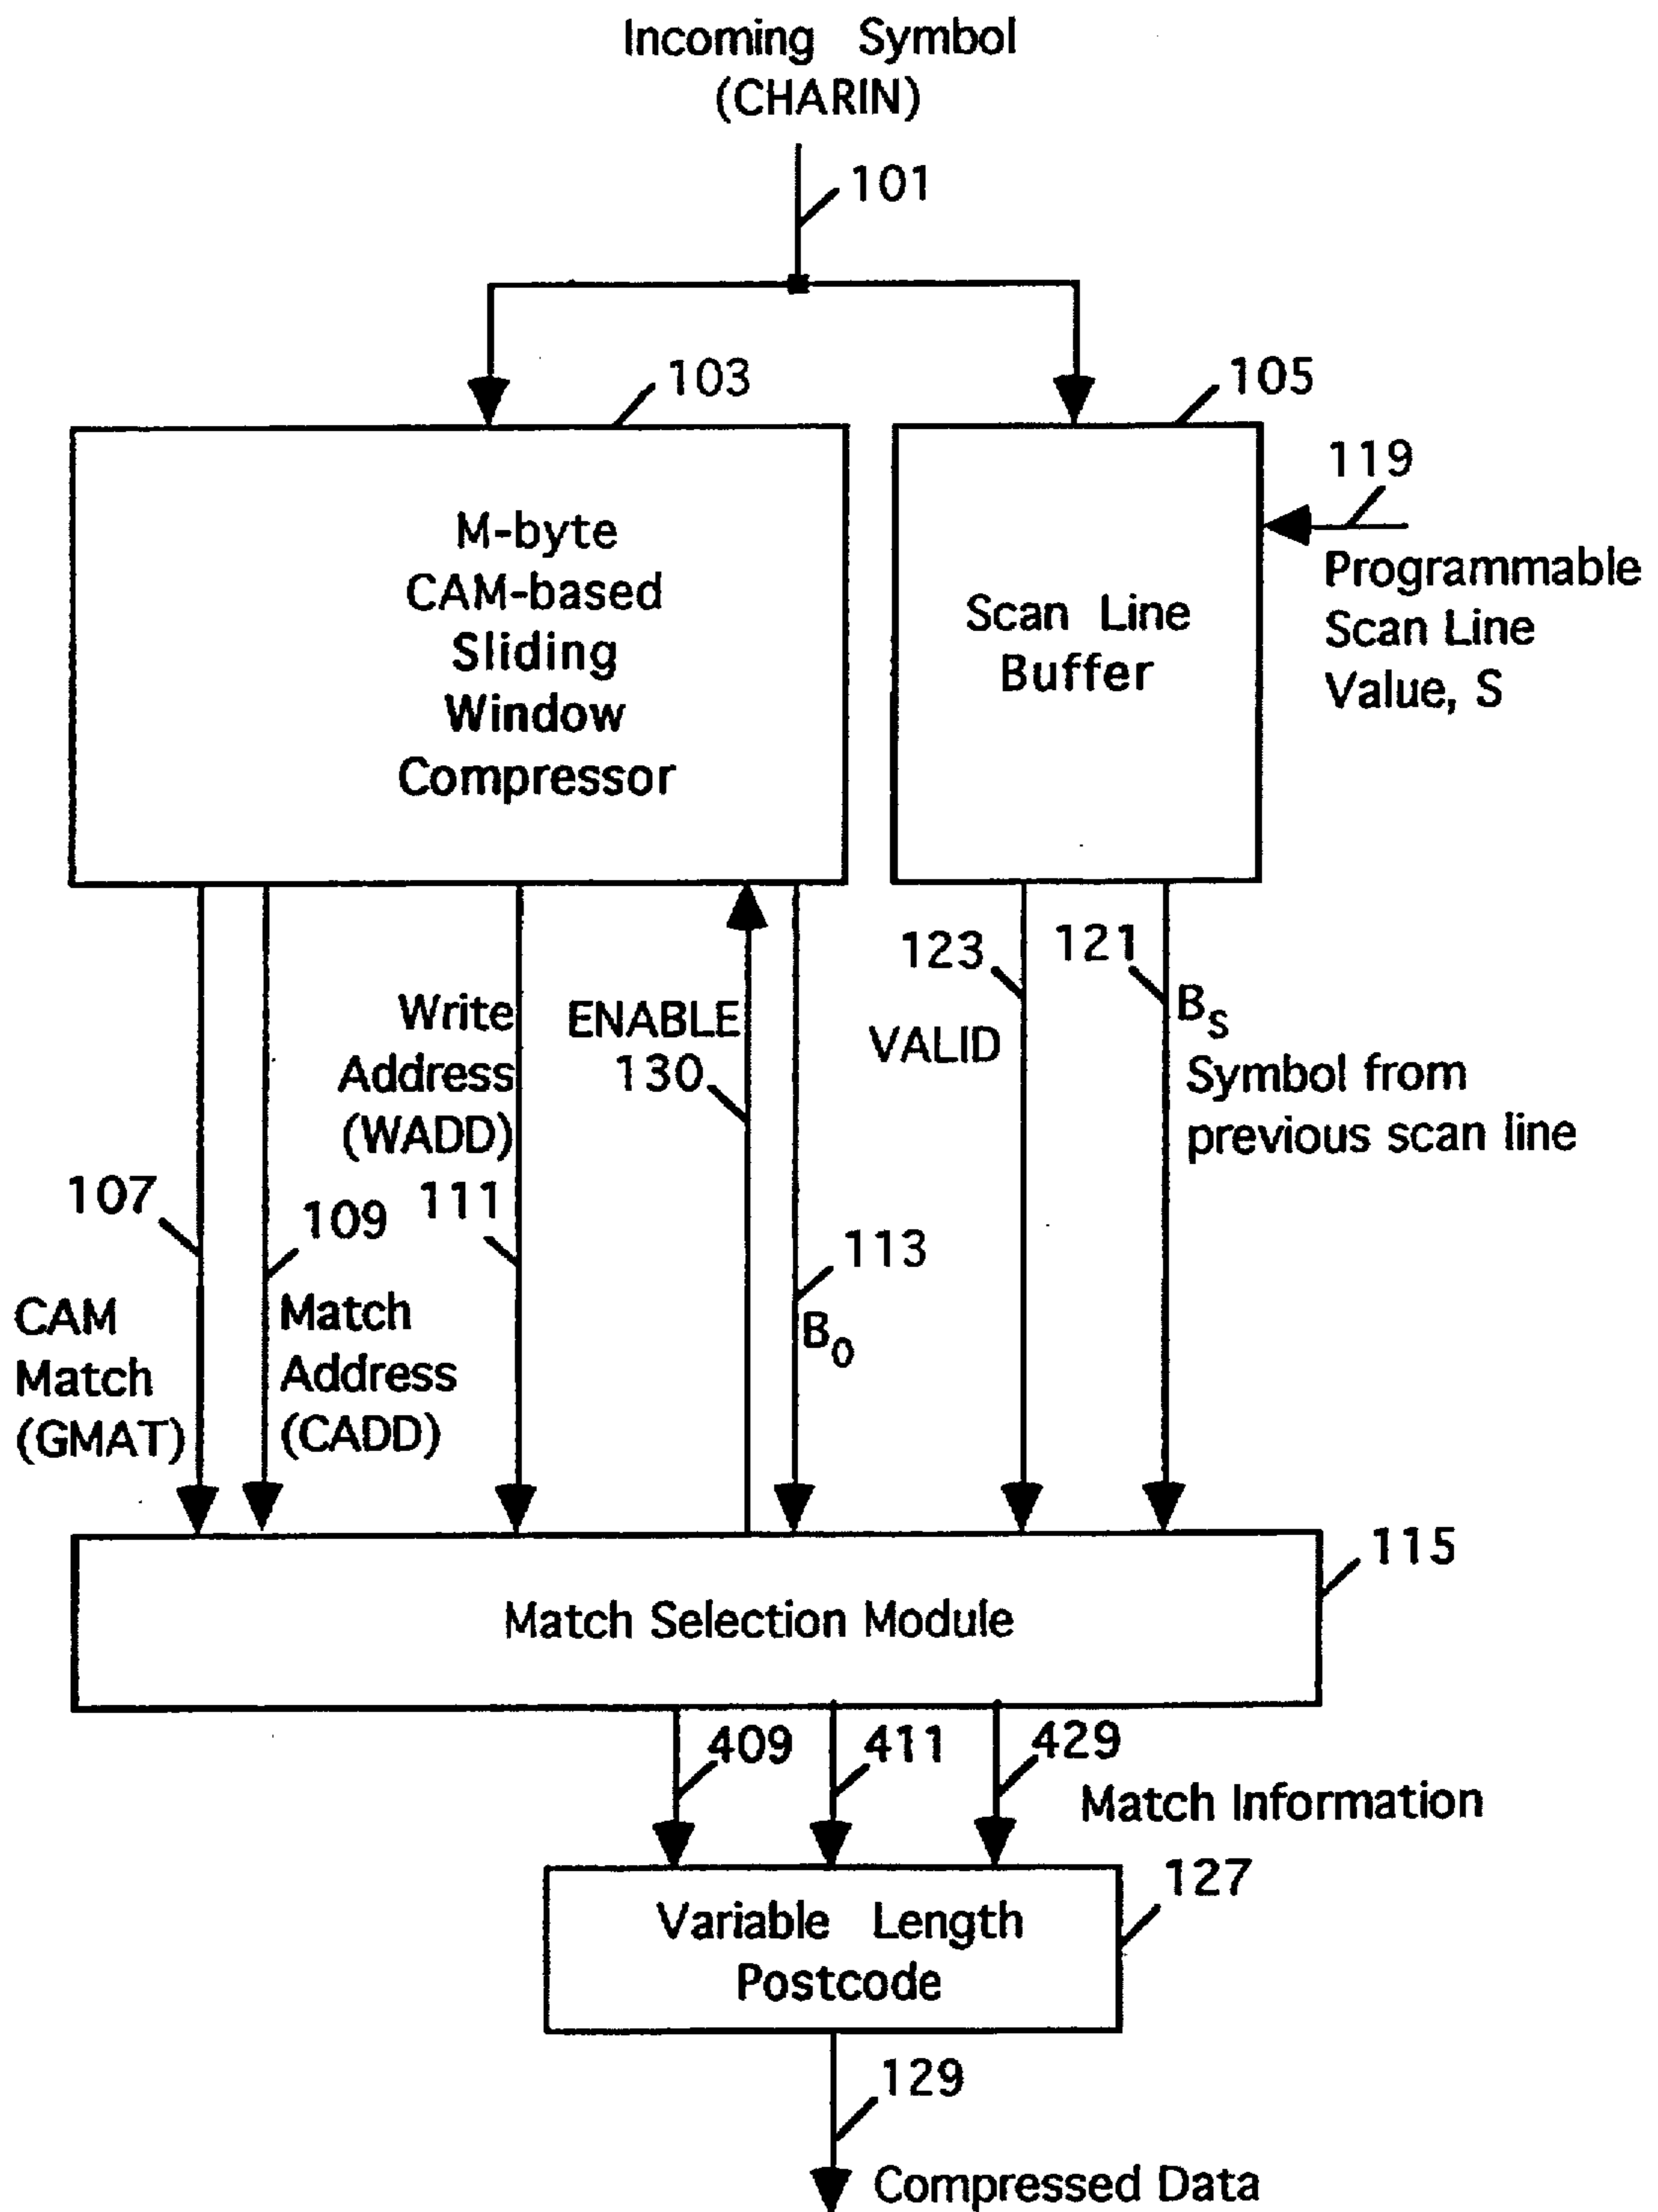 Incoming Symbol
(CHARIN)
101
103
105
119
M-byte
CAM-based
Sliding
Window
Compressor
Scan Line
Buffer
Programmable
Scan Line
Value, S
123
121
Write
Address
(WADD)
ENABLE
130
VALID
BS
Symbol from
previous scan line
107
109
111
113
CAM
Match
(GMAT)
Match
Address
(CADD)
B0
115
Match Selection Module
409
411
429
Match Information
127
Variable Length
Postcode
129
Compressed Data